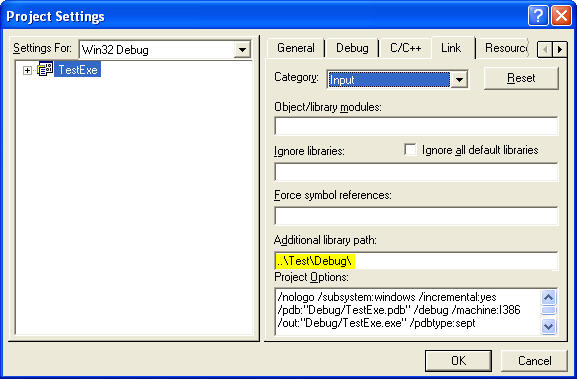 Project Settings
Settings For: Win32 Debug
TestExe
General Debug C/C++ Link Resourc
Category: Input Reset
Object/library modules:
Ignore libraries: Ignore all default libraries
Force symbol references:
Additional library path:
..\Test\Debug\
Project Options:
/nologo /subsystem:windows /incremental:yes
/pdb:"Debug/TestExe.pdb" /debug /machine:I386
/out:"Debug/TestExe.exe" /pdbtype:sept
OK Cancel